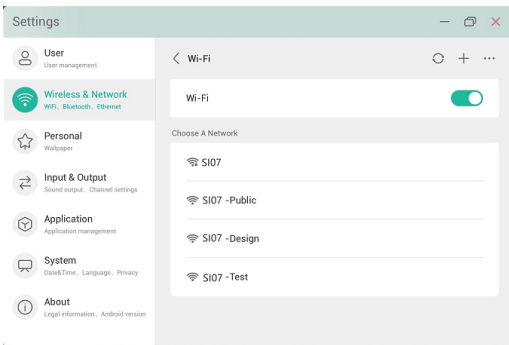 Settings
User
User management
Wireless & Network
WiFi、Bluetooth、Ethernet
Personal
Wallpaper
Input & Output
Sound output、Channel settings
Application
Application management
System
Date&Time、Language、Privacy
About
Legal information、Android version
Wi-Fi
Wi-Fi
Choose A Network
SI07
SI07 -Public
SI07 -Design
SI07 -Test